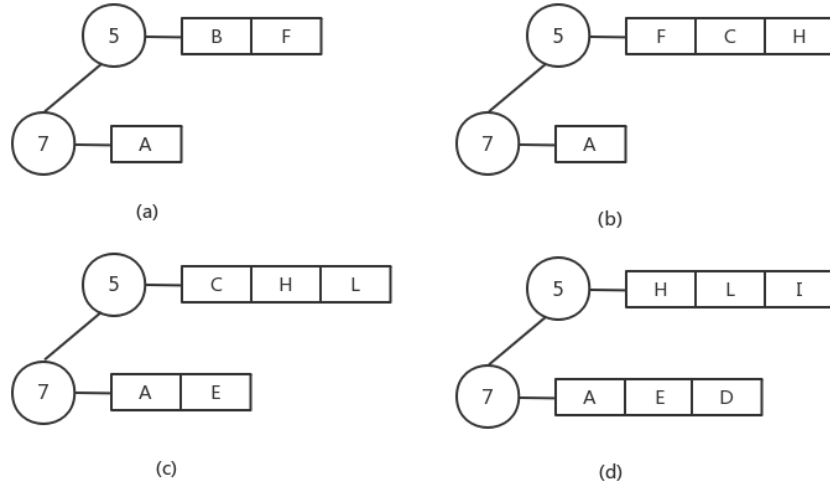 5 B F
7 A
(a)
5 F C H
7 A
(b)
5 C H L
7 A E
(c)
5 H L I
7 A E D
(d)